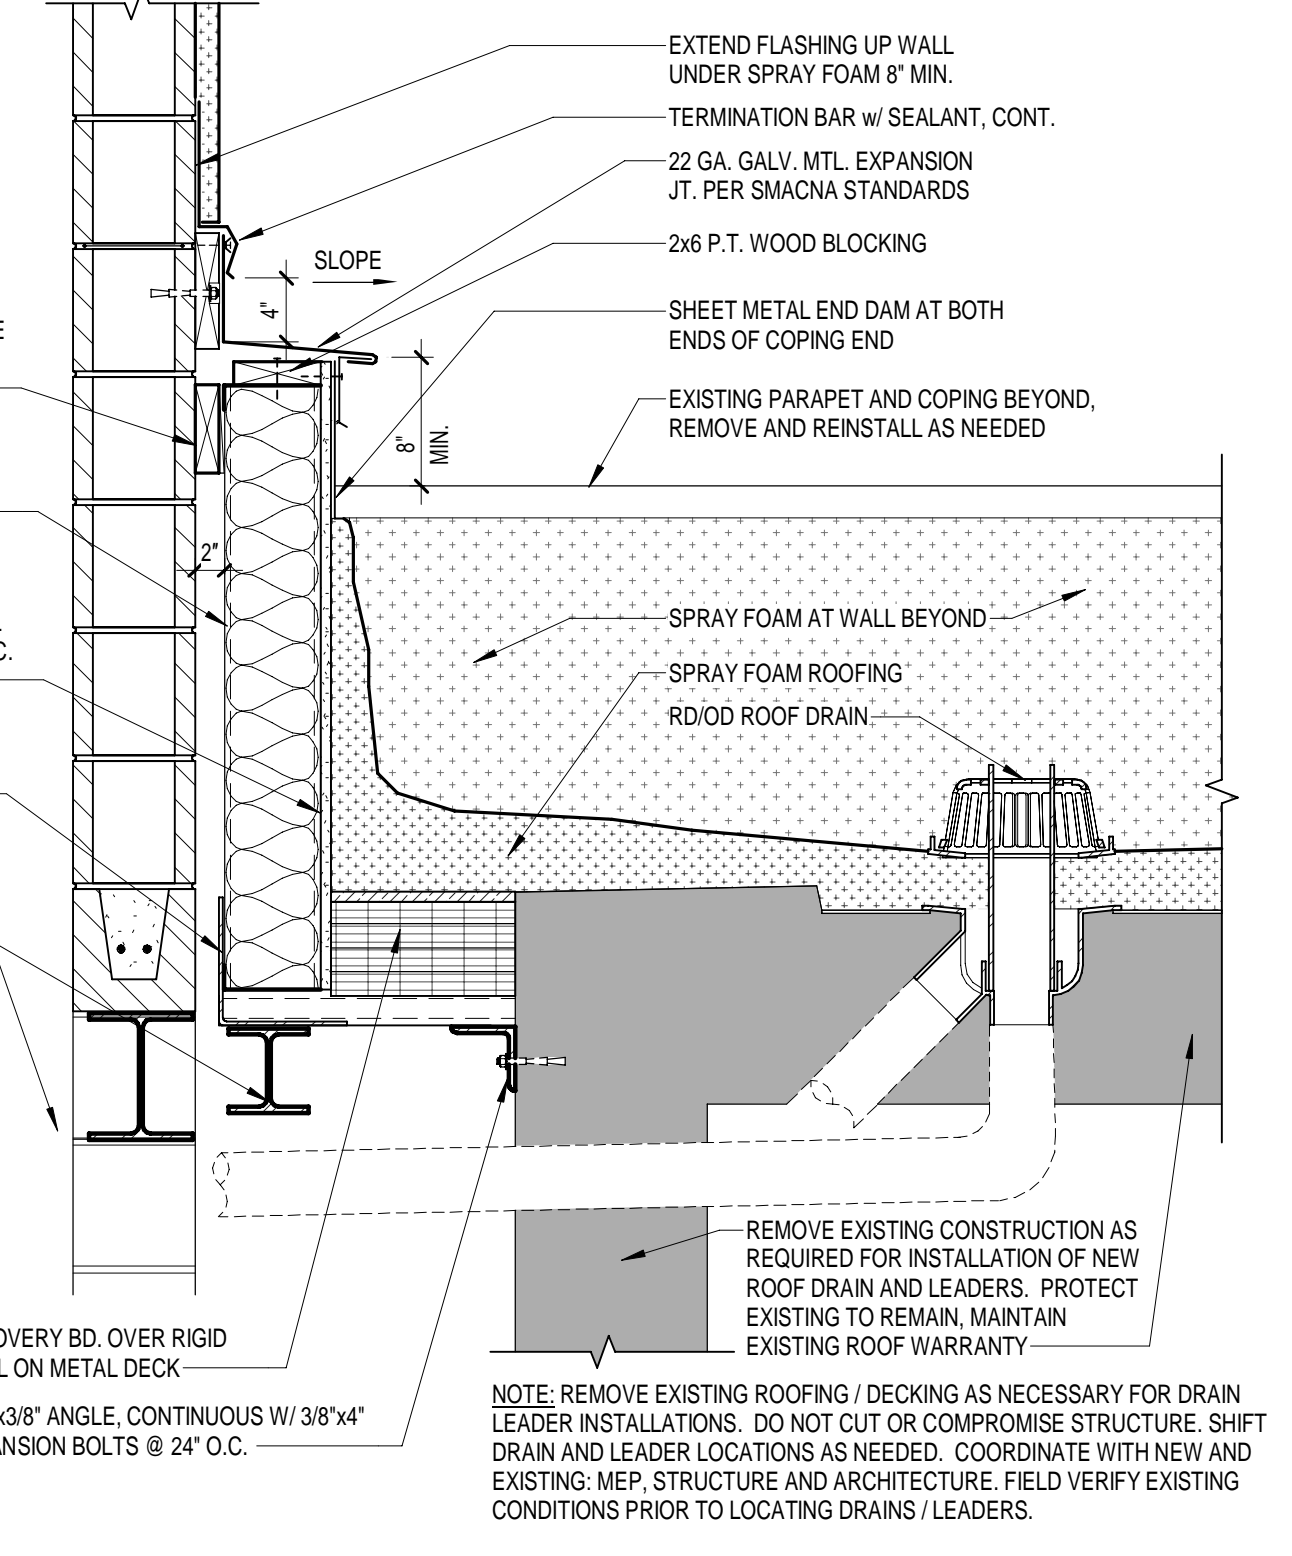 EXTEND FLASHING UP WALL
UNDER SPRAY FOAM 8" MIN.
TERMINATION BAR w/ SEALANT, CONT.
22 GA. GALV. MTL. EXPANSION
JT. PER SMACNA STANDARDS
2x6 P.T. WOOD BLOCKING
SLOPE
4"
SHEET METAL END DAM AT BOTH
ENDS OF COPING END
E
EXISTING PARAPET AND COPING BEYOND,
REMOVE AND REINSTALL AS NEEDED
8"
MIN.
2"
C.
SPRAY FOAM AT WALL BEYOND
SPRAY FOAM ROOFING
RD/OD ROOF DRAIN
REMOVE EXISTING CONSTRUCTION AS
REQUIRED FOR INSTALLATION OF NEW
ROOF DRAIN AND LEADERS. PROTECT
EXISTING TO REMAIN, MAINTAIN
EXISTING ROOF WARRANTY
OVERY BD. OVER RIGID
L ON METAL DECK
x3/8" ANGLE, CONTINUOUS W/ 3/8"x4"
ANSION BOLTS @ 24" O.C.
NOTE: REMOVE EXISTING ROOFING / DECKING AS NECESSARY FOR DRAIN
LEADER INSTALLATIONS. DO NOT CUT OR COMPROMISE STRUCTURE. SHIFT
DRAIN AND LEADER LOCATIONS AS NEEDED. COORDINATE WITH NEW AND
EXISTING: MEP, STRUCTURE AND ARCHITECTURE. FIELD VERIFY EXISTING
CONDITIONS PRIOR TO LOCATING DRAINS / LEADERS.